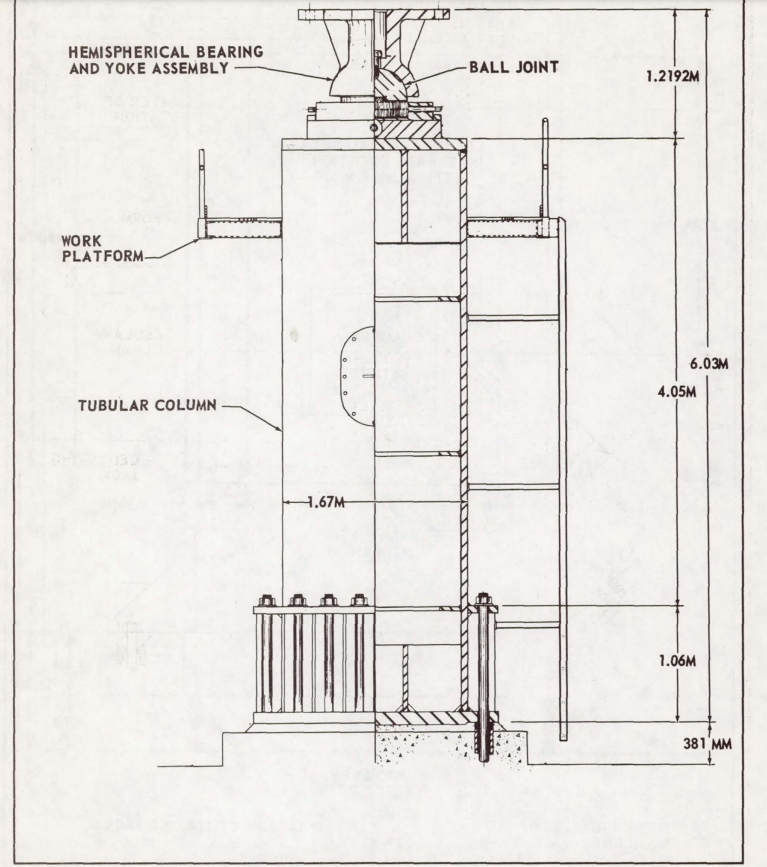 HEMISPHERICAL BEARING
AND YOKE ASSEMBLY
BALL JOINT
1.2192M
WORK
PLATFORM
6.03M
4.05M
TUBULAR COLUMN
1.67M
1.06M
381 MM